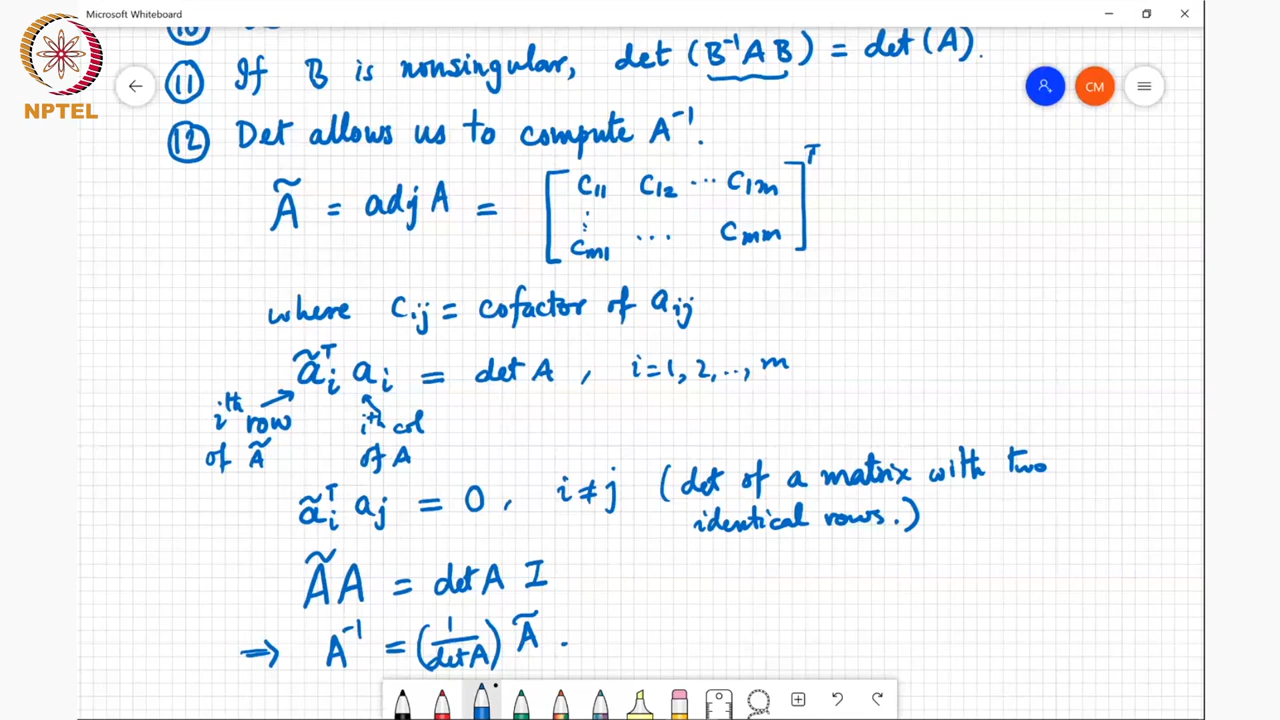 Microsoft Whiteboard
NPTEL
CM
(11) If B is nonsingular, det (B⁻¹ A B) = det (A).
(12) Det allows us to compute A⁻¹.
Ã = adj A = [ C₁₁ C₁₂ ... C₁ₘ
⋮
Cₘ₁ ... Cₘₘ ]ᵀ
where Cᵢⱼ = cofactor of aᵢⱼ
ãᵢᵀ aᵢ = det A , i = 1, 2, .., m
iᵗʰ row of Ã
iᵗʰ col of A
ãᵢᵀ aⱼ = 0 , i ≠ j (det of a matrix with two
identical rows.)
Ã A = det A I
⇒ A⁻¹ = (1/det A) Ã .